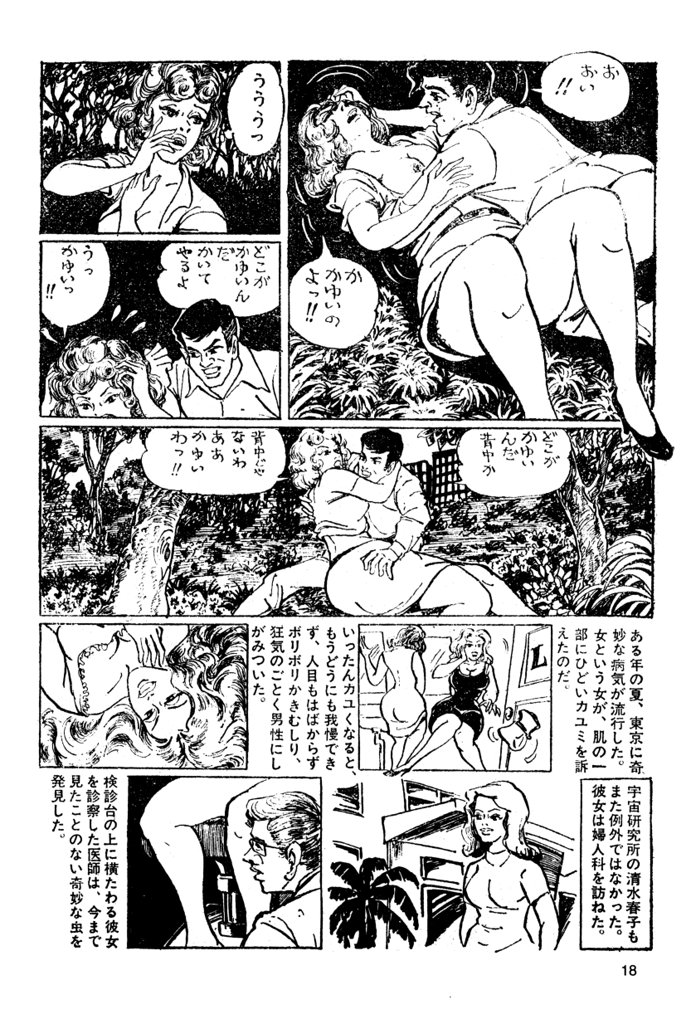 おい
おい!!
かかゆいの
よっ!!
ううっ
どこが
かゆいん
だ
かいて
やるよ
うっ
かゆいっ
!!
どこが
かゆい
んだ
背中か
背中じゃ
ないわ
ああ
かゆい
わっ!!
ある年の夏、東京に奇
妙な病気が流行した。
女という女が、肌の一
部にひどいカユミを訴
えたのだ。
L
いったんカユくなると、
もうどうにも我慢でき
ず、人目もはばからず
ボリボリかきむしり、
狂気のごとく男性にし
がみついた。
宇宙研究所の清水春子も
また例外ではなかった。
彼女は婦人科を訪ねた。
検診台の上に横たわる彼女
を診察した医師は、今まで
見たことのない奇妙な虫を
発見した。
18